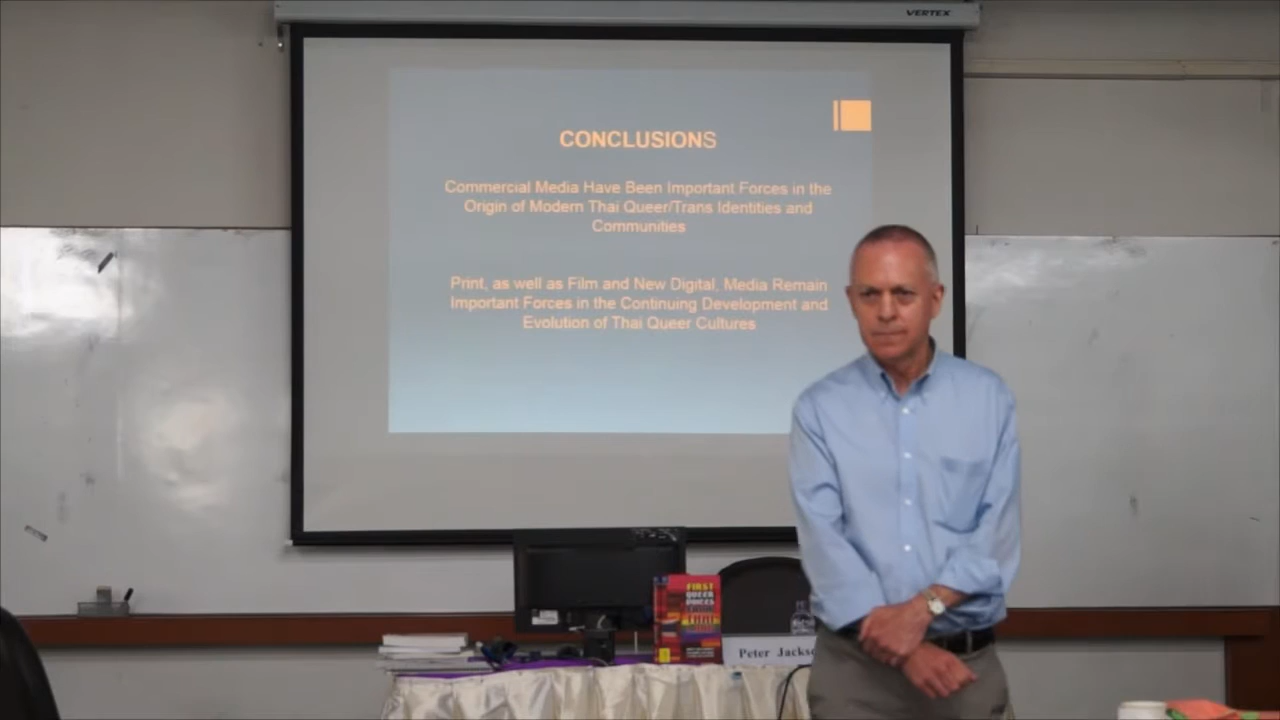 VERTEX
CONCLUSIONS
Commercial Media Have Been Important Forces in the
Origin of Modern Thai Queer/Trans Identities and
Communities
Print, as well as Film and New Digital, Media Remain
Important Forces in the Continuing Development and
Evolution of Thai Queer Cultures
FIRST
QUEER
VOICES
THAI
Peter Jackso